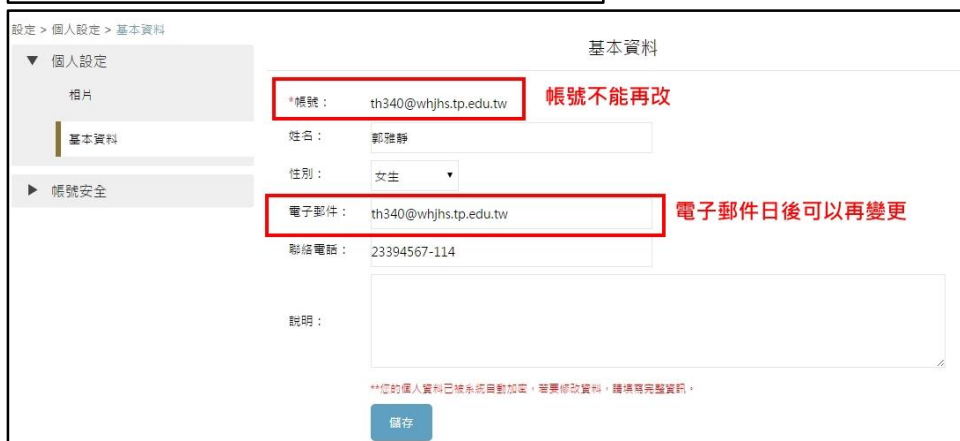 設定 > 個人設定 > 基本資料
基本資料
▼ 個人設定
相片
基本資料
▶ 帳號安全
*帳號： th340@whjhs.tp.edu.tw 帳號不能再改
姓名： 郭雅靜
性別： 女生
電子郵件： th340@whjhs.tp.edu.tw 電子郵件日後可以再變更
聯絡電話： 23394567-114
說明：
**您的個人資料已被系統自動加密，若要修改資料，請填寫完整資訊。
儲存